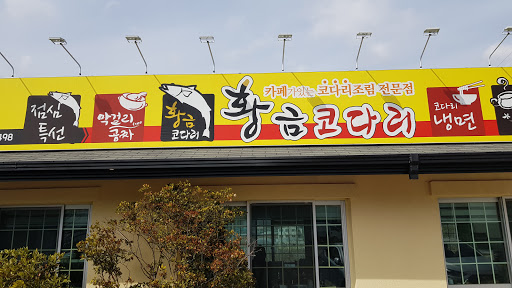 점심
특선
498
막걸리
공짜
황금
코다리
카페가있는 코다리조림 전문점
황금코다리
코다리
냉면